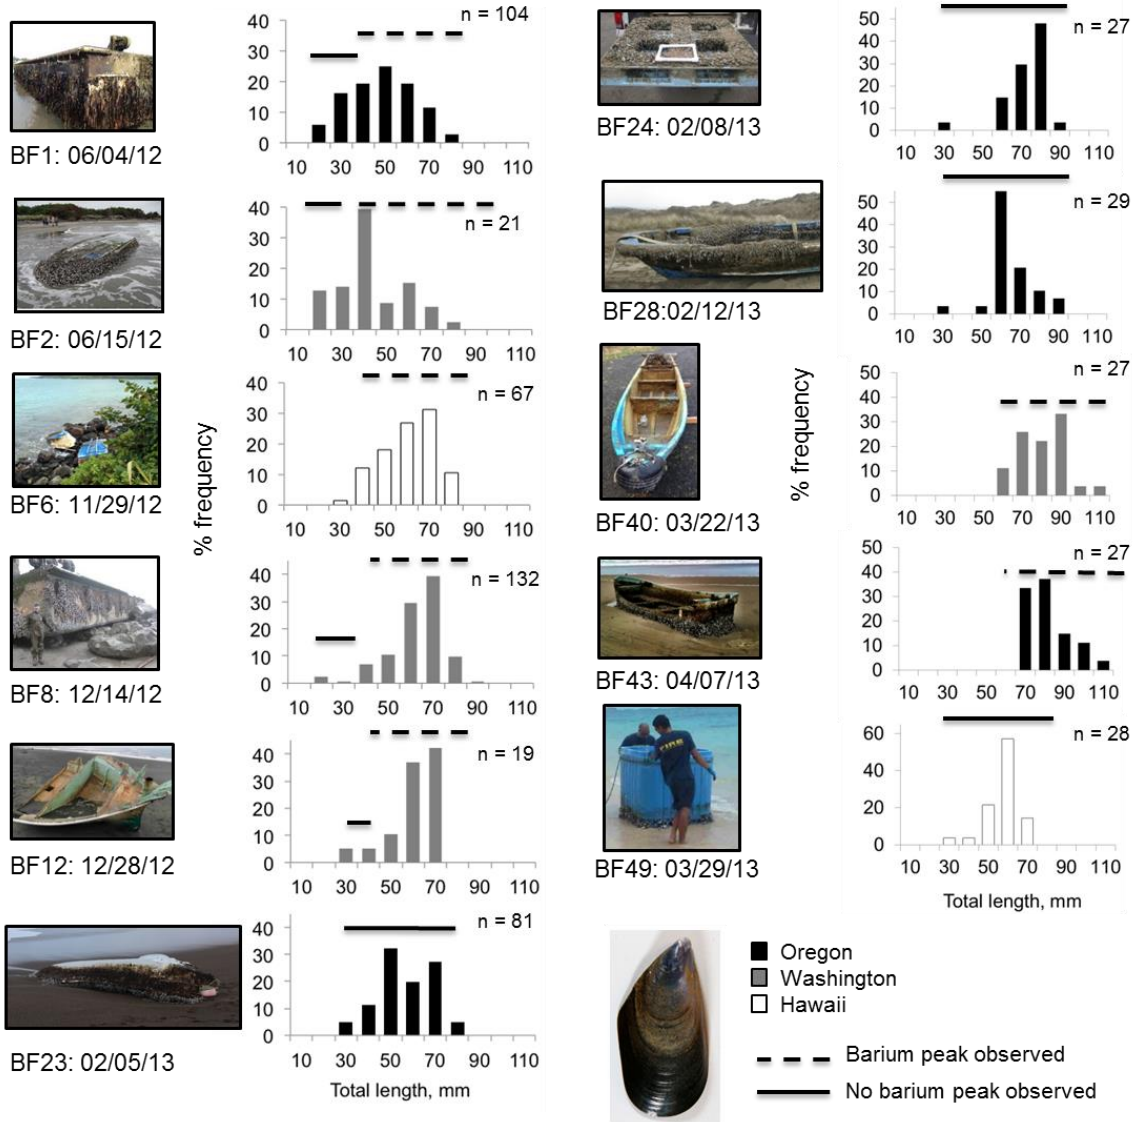 n = 104
40
30
20
10
0
10 30 50 70 90 110
BF1: 06/04/12
n = 21
40
30
20
10
0
10 30 50 70 90 110
BF2: 06/15/12
n = 67
40
30
20
10
0
10 30 50 70 90 110
BF6: 11/29/12
% frequency
n = 132
40
30
20
10
0
10 30 50 70 90 110
BF8: 12/14/12
n = 19
40
30
20
10
0
10 30 50 70 90 110
BF12: 12/28/12
n = 81
40
30
20
10
0
10 30 50 70 90 110
Total length, mm
BF23: 02/05/13
n = 27
50
40
30
20
10
0
10 30 50 70 90 110
BF24: 02/08/13
n = 29
50
40
30
20
10
0
10 30 50 70 90 110
BF28:02/12/13
n = 27
50
40
30
20
10
0
10 30 50 70 90 110
BF40: 03/22/13
% frequency
n = 27
50
40
30
20
10
0
10 30 50 70 90 110
BF43: 04/07/13
FIRE
n = 28
60
40
20
0
10 30 50 70 90 110
BF49: 03/29/13
Total length, mm
Oregon
Washington
Hawaii
Barium peak observed
No barium peak observed